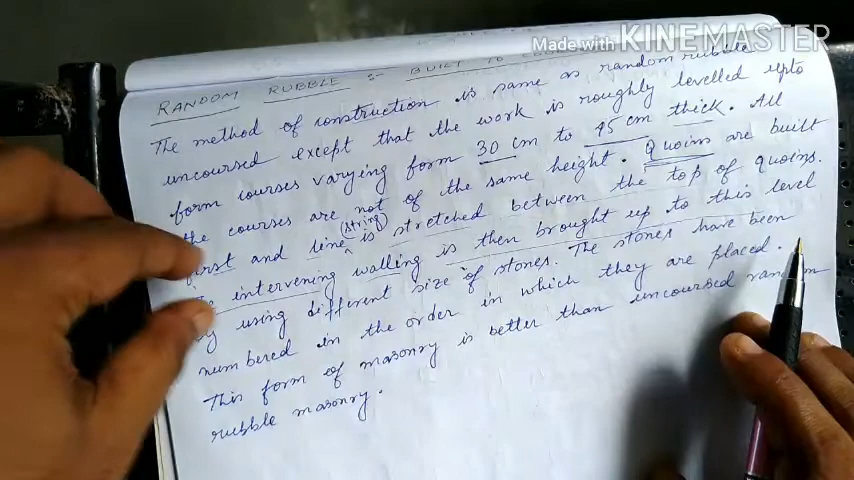 Made with KINEMASTER
RANDOM RUBBLE :- BUILT TO
The method of construction is same as random rubble
uncoursed except that the work is roughly levelled upto
form courses varying form 30 cm to 45 cm thick. All
the courses are not of the same height. Quoins are built
first and line (string) is stretched between the top of quoins.
intervening walling is then brought up to this level
by using different size of stones. The stones have been
numbered in the order in which they are placed.
This form of masonry is better than uncoursed random
rubble masonry.